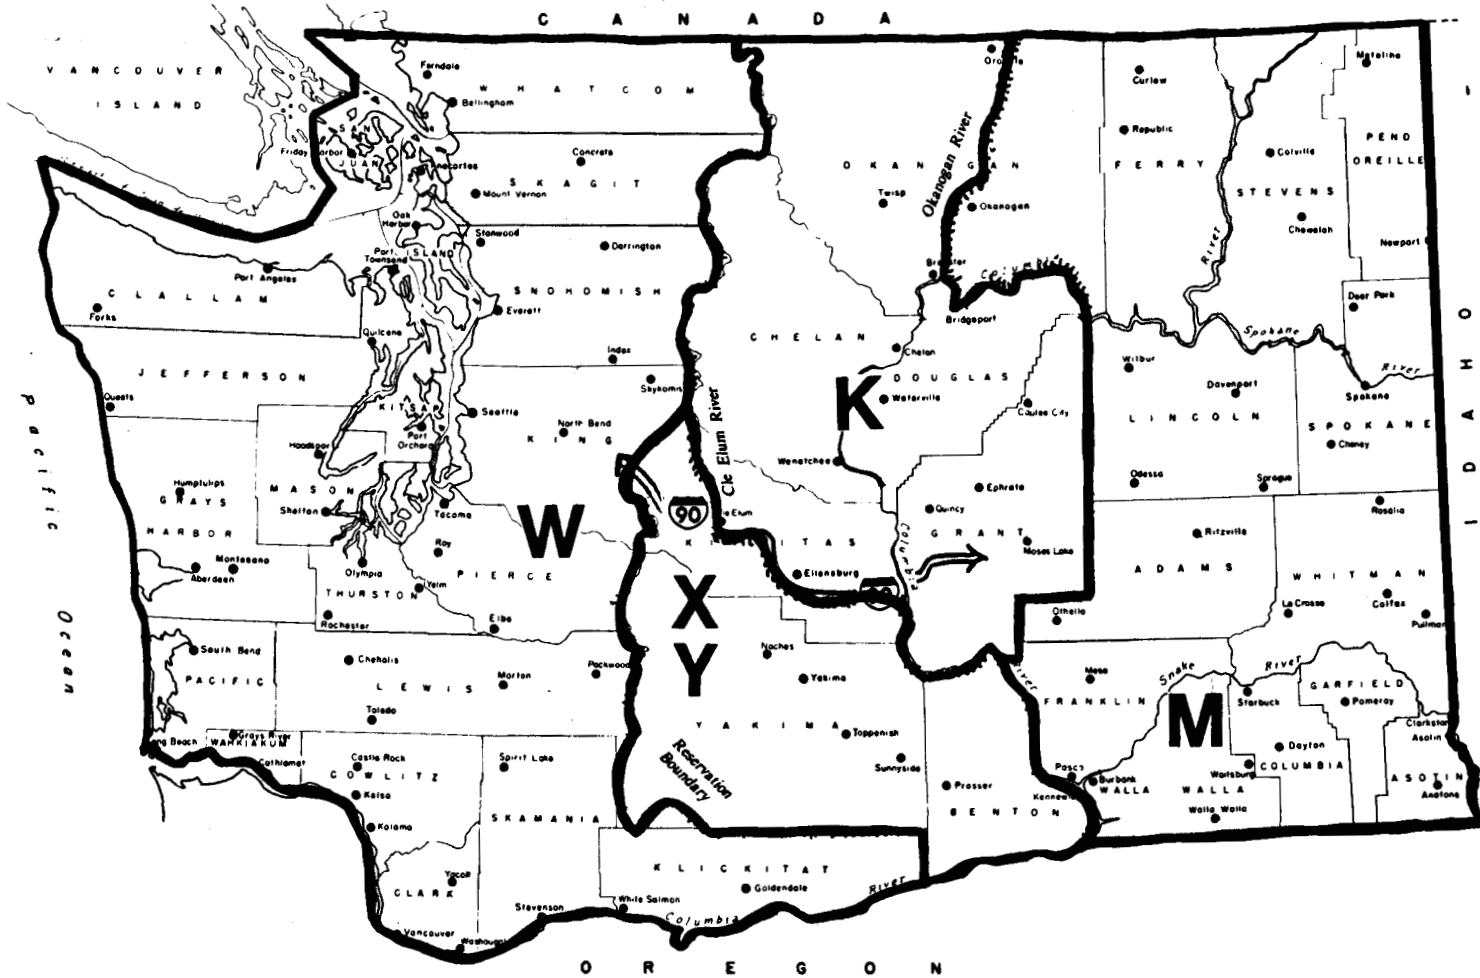 C A N A D A
VANCOUVER
ISLAND
Ferndale
WHATCOM
Bellingham
SAN
JUAN
Friday Harbor
Anacortes
Concrete
SKAGIT
Mount Vernon
Oak
Harbor
Stanwood
Darrington
Port
Townsend
ISLAND
SNOHOMISH
Everett
Port Angeles
CLALLAM
Forks
Quilcene
Index
Skykomis
JEFFERSON
Queets
KITSAP
Port
Orchard
Seattle
North Bend
KING
Hoodsport
Humptulips
GRAYS
HARBOR
MASON
Shelton
Tacoma
Montesano
Aberdeen
Olympia
Roy
Yelm
PIERCE
THURSTON
Rochester
Elbe
South Bend
PACIFIC
Chehalis
LEWIS
Morton
Packwood
Toledo
ng Beach
Grays River
WAHKIAKUM
Cathlamet
Castle Rock
COWLITZ
Kelso
Kalama
Spirit Lake
SKAMANIA
Yacolt
CLARK
Vancouver
Washougal
Stevenson
White Salmon
KLICKITAT
Goldendale
Columbia
River
W
Pacific
Ocean
OKANOGAN
Twisp
Okanogan River
Okanogan
Columbia
Bridgeport
CHELAN
Chelan
K
DOUGLAS
Waterville
Coulee City
Wenatchee
Cle Elum River
90
le Elum
KITTITAS
Ellensburg
Ephrata
Quincy
GRANT
Moses Lake
Columbia
X
Y
Naches
Yakima
YAKIMA
Toppenish
Sunnyside
Reservation
Boundary
Prosser
BENTON
Curlew
Republic
FERRY
Metaline
PEND
OREILLE
Colville
STEVENS
Chewelah
River
Newport
Deer Park
Spokane
River
Spokane
Wilbur
Davenport
LINCOLN
SPOKANE
Cheney
Odessa
Sprague
Rosalia
Ritzville
ADAMS
WHITMAN
La Crosse
Colfax
Pullman
Othello
Mesa
FRANKLIN
Snake
River
River
M
Starbuck
GARFIELD
Pomeroy
Clarkston
Asotin
Dayton
COLUMBIA
Waitsburg
ASOTIN
Anatone
Pasco
Kennew
Burbank
WALLA WALLA
Walla Walla
IDAHO
OREGON